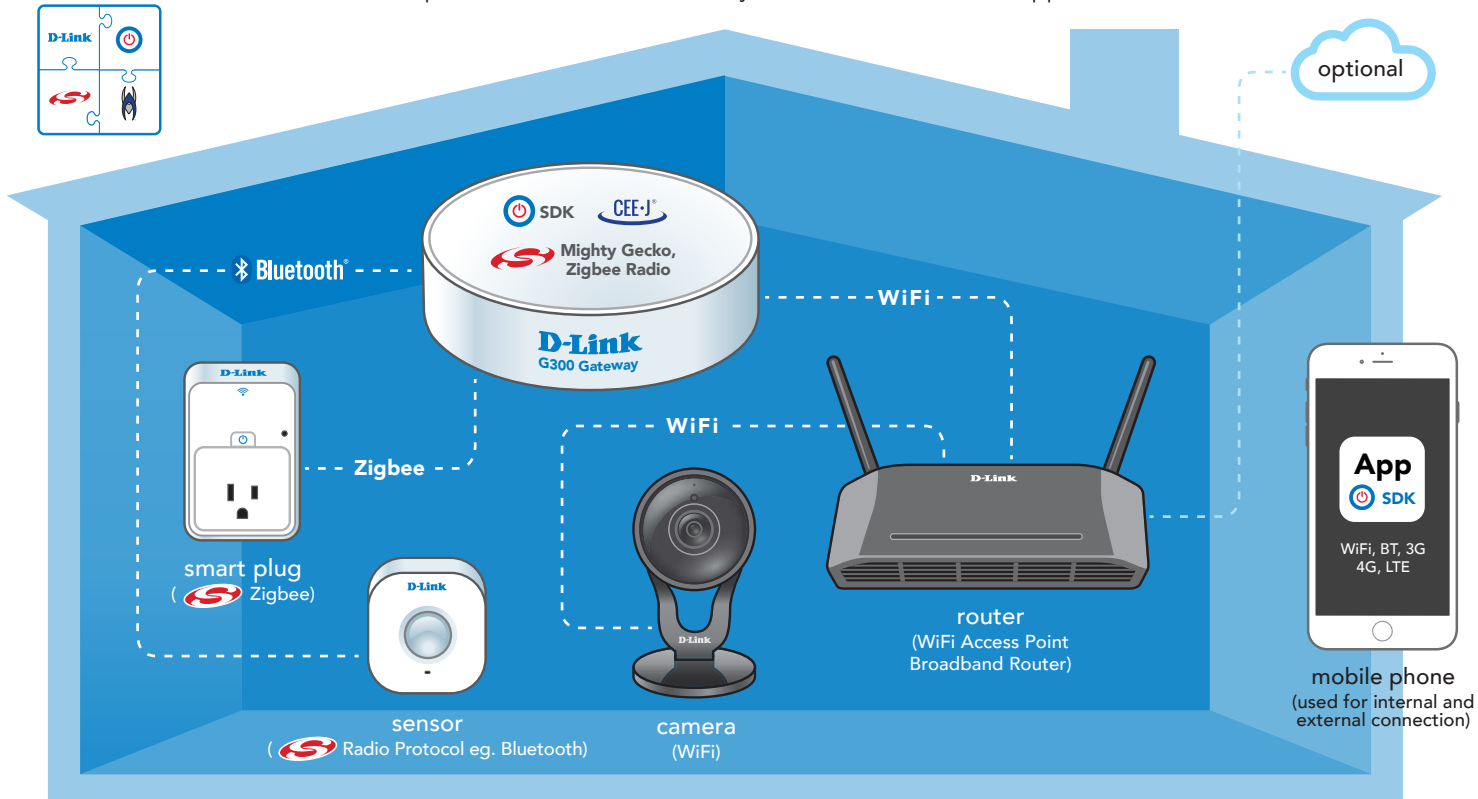 D-Link
optional
SDK
CEE·J®
Mighty Gecko,
Zigbee Radio
Bluetooth®
WiFi
D-Link
G300 Gateway
D-Link
WiFi
Zigbee
D-Link
App
SDK
WiFi, BT, 3G
4G, LTE
smart plug
( Zigbee)
D-Link
D-Link
router
(WiFi Access Point
Broadband Router)
mobile phone
(used for internal and
external connection)
sensor
( Radio Protocol eg. Bluetooth)
camera
(WiFi)